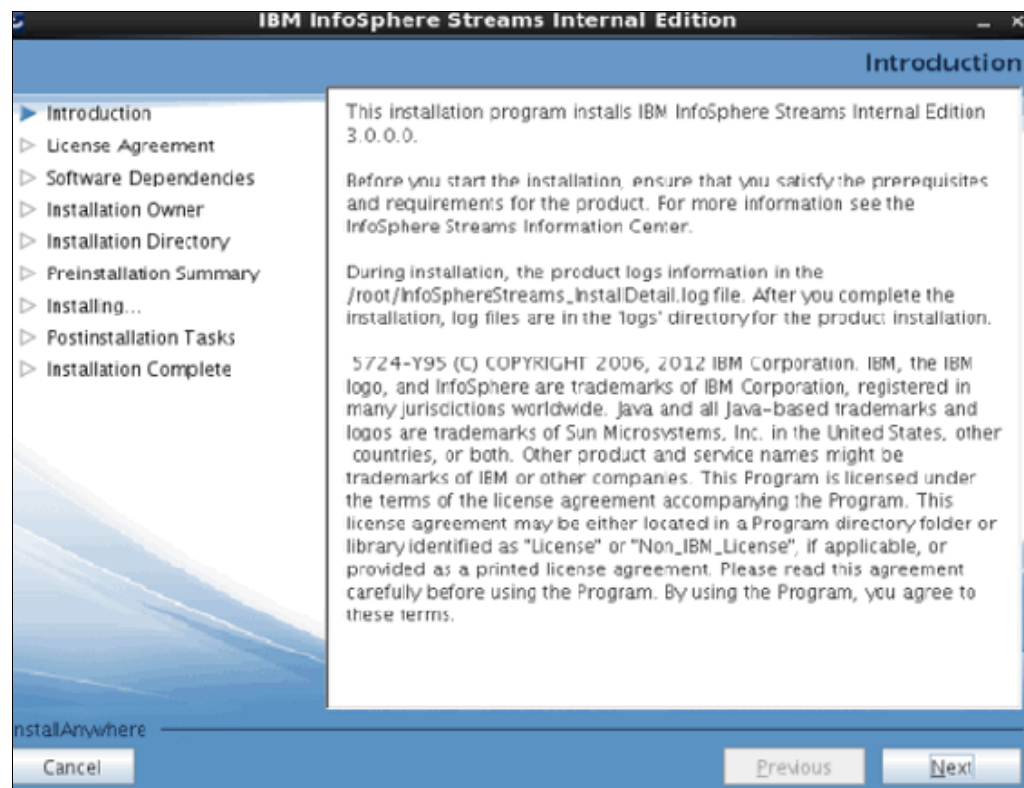 IBM InfoSphere Streams Internal Edition
Introduction
Introduction
License Agreement
Software Dependencies
Installation Owner
Installation Directory
Preinstallation Summary
Installing...
Postinstallation Tasks
Installation Complete
This installation program installs IBM InfoSphere Streams Internal Edition
3.0.0.0.
Before you start the installation, ensure that you satisfy the prerequisites
and requirements for the product. For more information see the
InfoSphere Streams Information Center.
During installation, the product logs information in the
/root/InfoSphereStreams_InstallDetail.log file. After you complete the
installation, log files are in the 'logs' directory for the product installation.
5724-Y95 (C) COPYRIGHT 2006, 2012 IBM Corporation. IBM, the IBM
logo, and InfoSphere are trademarks of IBM Corporation, registered in
many jurisdictions worldwide. Java and all Java-based trademarks and
logos are trademarks of Sun Microsystems, Inc. in the United States, other
countries, or both. Other product and service names might be
trademarks of IBM or other companies. This Program is licensed under
the terms of the license agreement accompanying the Program. This
license agreement may be either located in a Program directory folder or
library identified as "License" or "Non_IBM_License", if applicable, or
provided as a printed license agreement. Please read this agreement
carefully before using the Program. By using the Program, you agree to
these terms.
nstallAnywhere
Cancel
Previous
Next